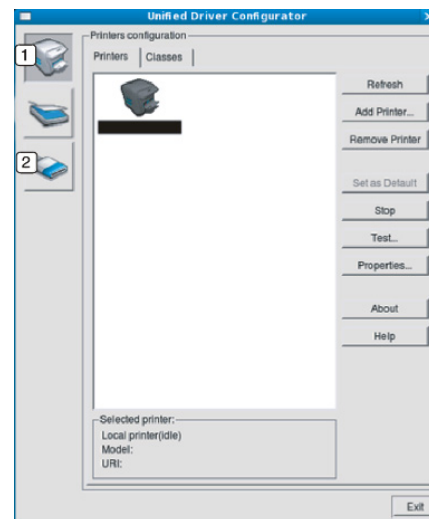 Unified Driver Configurator
1
Printers configuration
Printers Classes
Refresh
Add Printer...
Remove Printer
2
Set as Default
Stop
Test...
Properties...
About
Help
Selected printer:
Local printer(idle)
Model:
URI:
Exit